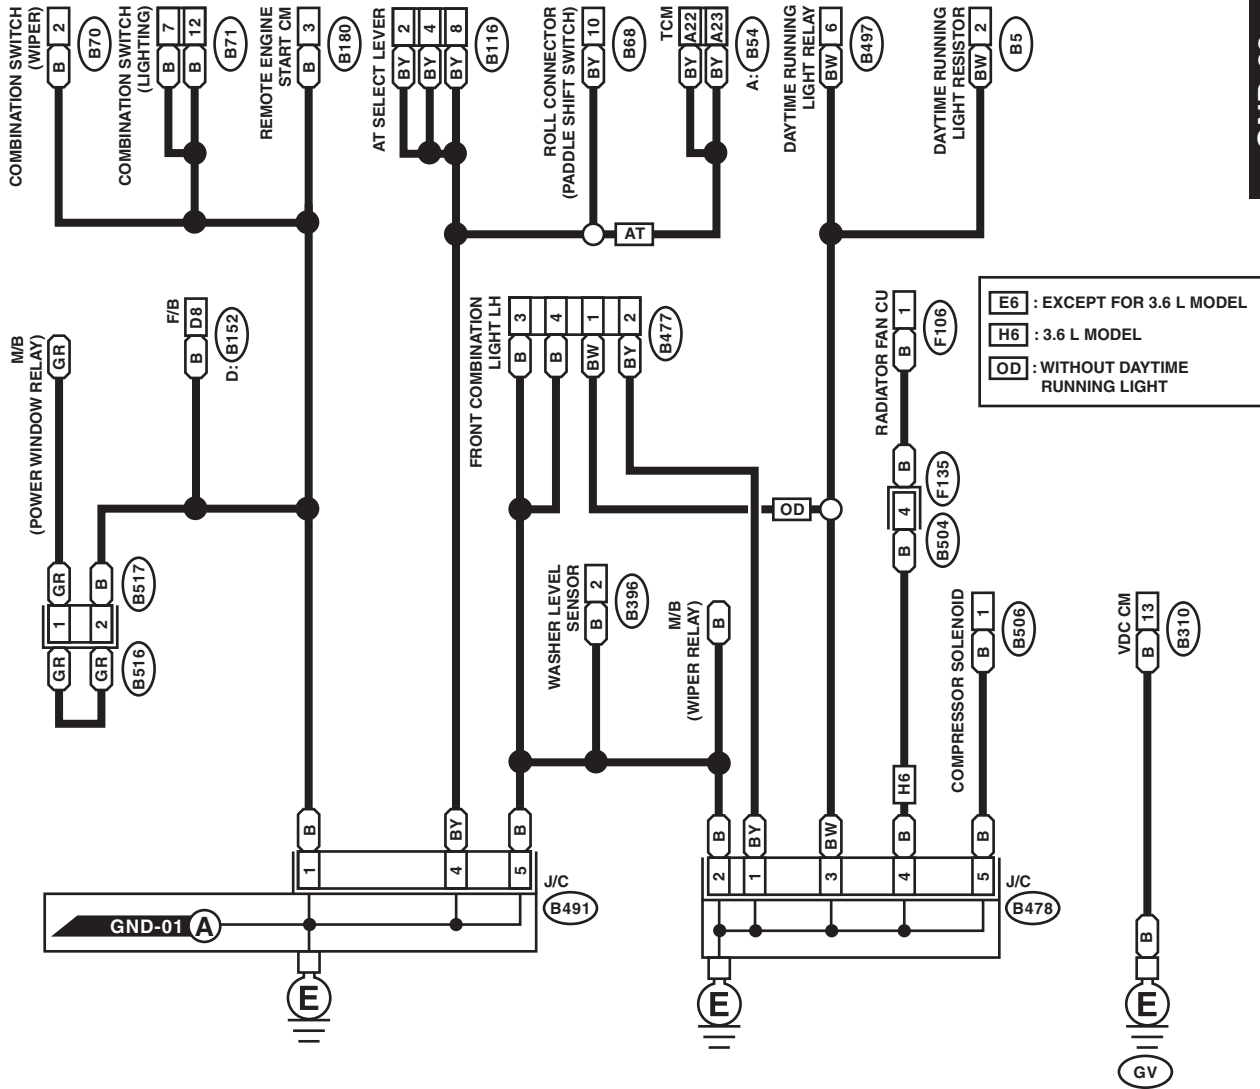 COMBINATION SWITCH
(WIPER)
2
B
B70
COMBINATION SWITCH
(LIGHTING)
7
12
B
B
B71
REMOTE ENGINE
START CM
3
B
B180
AT SELECT LEVER
2
4
8
BY
BY
BY
B116
ROLL CONNECTOR
(PADDLE SHIFT SWITCH)
10
BY
B68
TCM
A22
A23
BY
BY
A: B54
DAYTIME RUNNING
LIGHT RELAY
6
BW
B497
DAYTIME RUNNING
LIGHT RESISTOR
2
BW
B5
AT
M/B
(POWER WINDOW RELAY)
GR
F/B
D8
B
D: B152
FRONT COMBINATION
LIGHT LH
3
4
1
2
B
B
BW
BY
B477
RADIATOR FAN CU
1
B
F106
E6 : EXCEPT FOR 3.6 L MODEL
H6 : 3.6 L MODEL
OD : WITHOUT DAYTIME
RUNNING LIGHT
B
F135
4
B504
B
OD
GR
B
B517
1
2
GR
GR
B516
WASHER LEVEL
SENSOR
2
B
B396
M/B
(WIPER RELAY)
B
COMPRESSOR SOLENOID
1
B
B506
VDC CM
13
B
B310
H6
B
BY
B
1
4
5
J/C
B491
B
BY
BW
B
B
2
1
3
4
5
J/C
B478
GND-01 A
B
E
E
E
GV